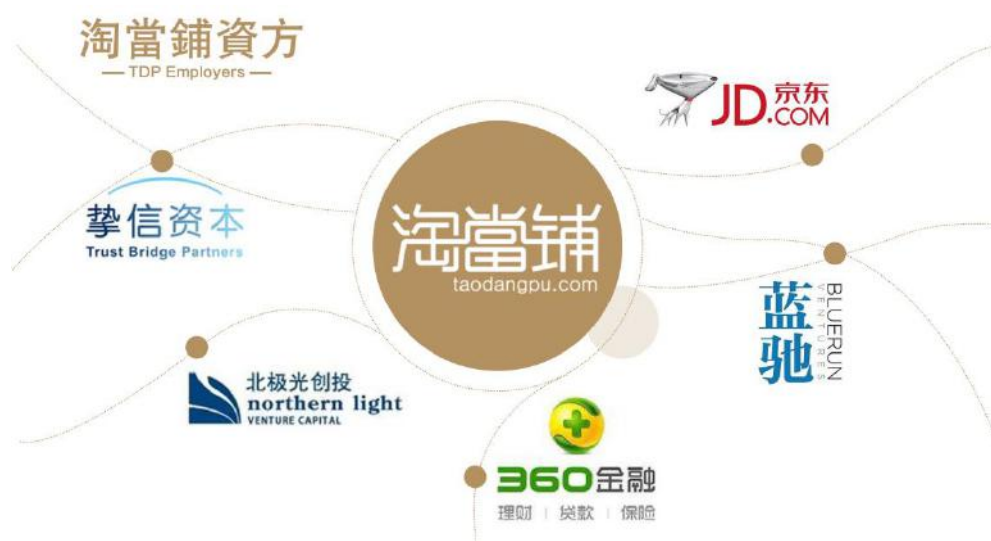 淘當鋪資方
TDP Employers
JD.京东
.COM
挚信资本
Trust Bridge Partners
淘當铺
taodangpu.com
蓝驰
BLUERUN
VENTURES
北极光创投
northern light
VENTURE CAPITAL
360金融
理财 | 贷款 | 保险